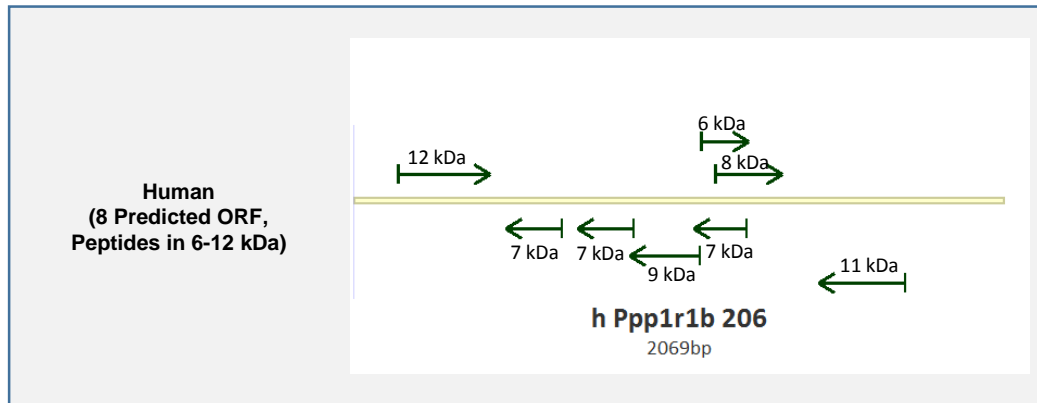 Human
(8 Predicted ORF,
Peptides in 6-12 kDa)
6 kDa
12 kDa
8 kDa
7 kDa
7 kDa
7 kDa
9 kDa
11 kDa
h Ppp1r1b 206
2069bp